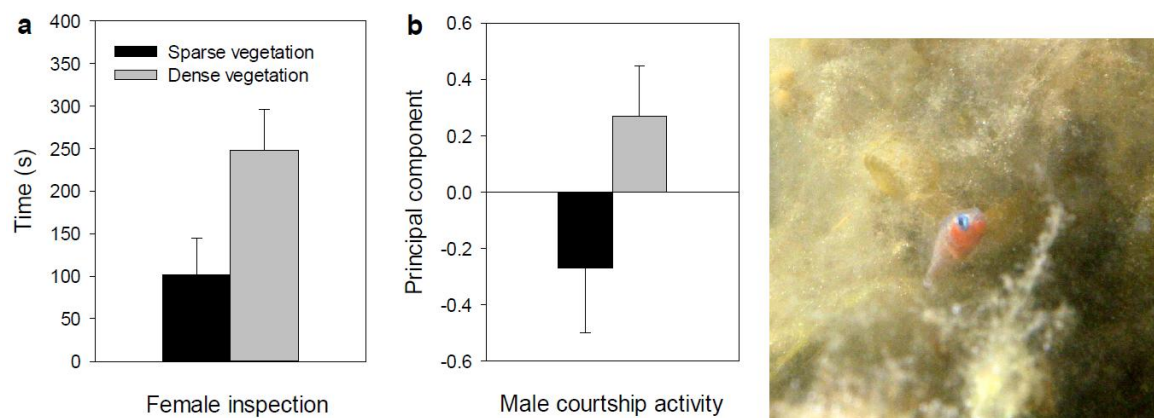 a
400
350
300
250
200
150
100
50
0
Time (s)
Sparse vegetation
Dense vegetation
Female inspection
b
0.6
0.4
0.2
0.0
-0.2
-0.4
-0.6
Principal component
Male courtship activity